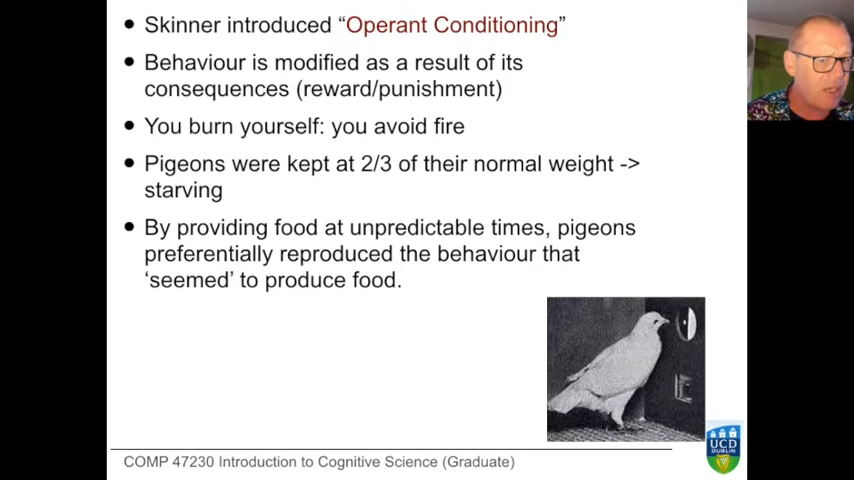 Skinner introduced “Operant Conditioning”
Behaviour is modified as a result of its
consequences (reward/punishment)
You burn yourself: you avoid fire
Pigeons were kept at 2/3 of their normal weight ->
starving
By providing food at unpredictable times, pigeons
preferentially reproduced the behaviour that
‘seemed’ to produce food.
UCD
DUBLIN
COMP 47230 Introduction to Cognitive Science (Graduate)